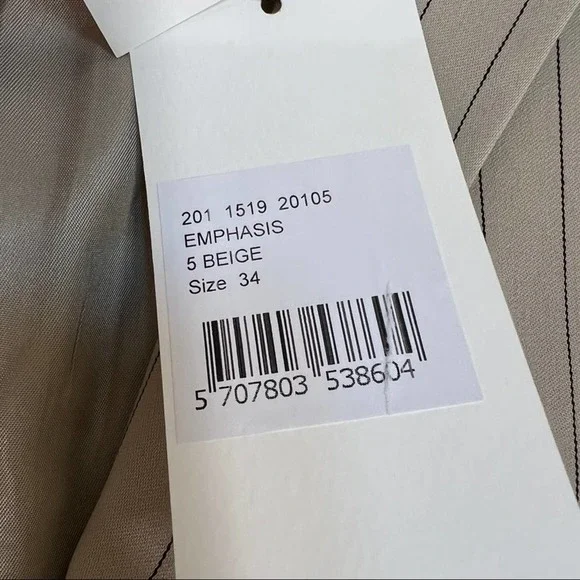 201 1519 20105
EMPHASIS
5 BEIGE
Size 34
5 707803 538604